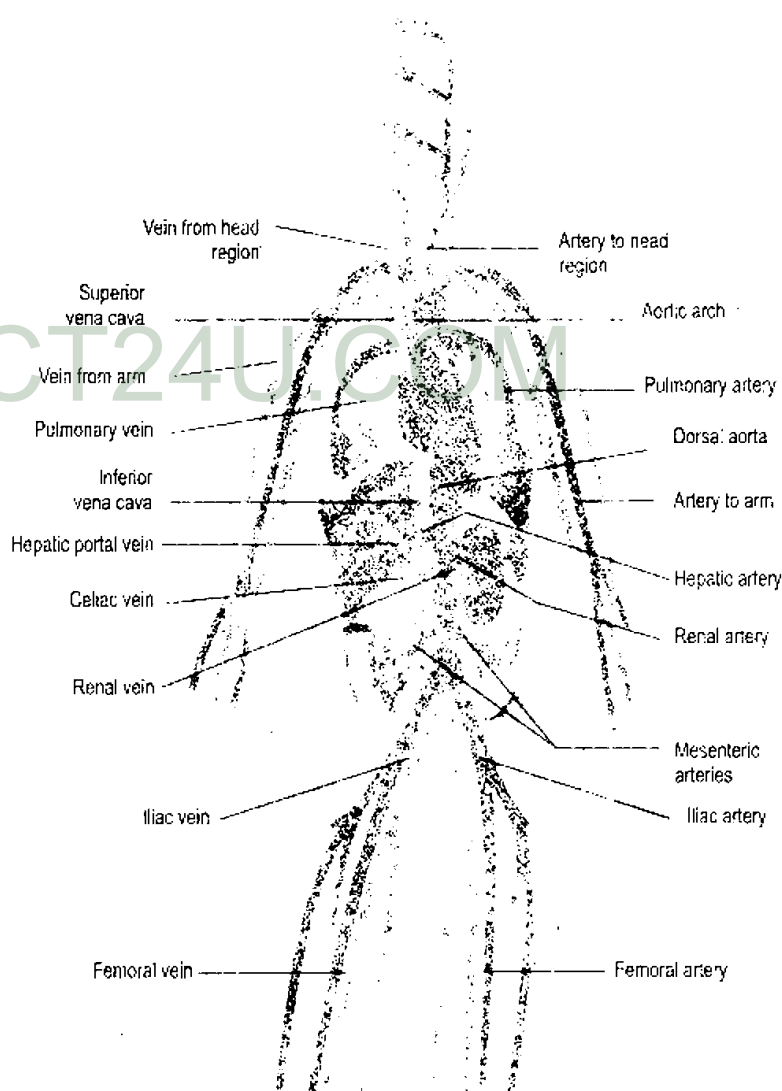 Vein from head
region
Artery to head
region
Superior
vena cava
Aortic arch
CT24U.COM
Vein from arm
Pulmonary artery
Pulmonary vein
Dorsal aorta
Inferior
vena cava
Artery to arm
Hepatic portal vein
Hepatic artery
Celiac vein
Renal artery
Renal vein
Mesenteric
arteries
Iliac vein
Iliac artery
Femoral vein
Femoral artery